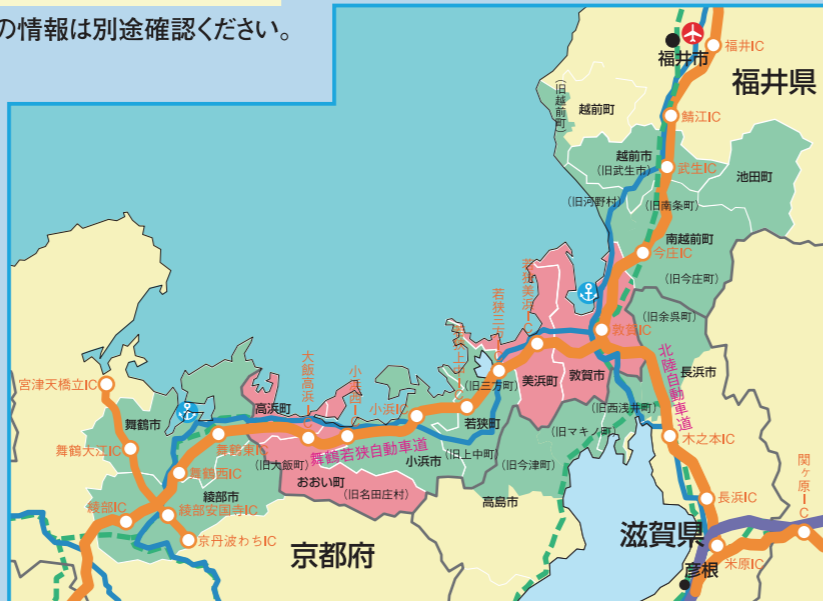 の情報は別途確認ください。
福井市
福井IC
福井県
(旧越前町)
越前町
鯖江IC
越前市
(旧武生市)
武生IC
池田町
(旧河野村)
(旧南条町)
南越前町
今庄IC
(旧今庄町)
若狭美浜IC
若狭三方IC
若狭上中IC
(旧余呉町)
敦賀IC
北陸自動車道
長浜市
大飯高浜IC
小浜西IC
宮津天橋立IC
高浜町
小浜IC
(旧三方町)
美浜町
敦賀市
舞鶴市
若狭町
(旧西浅井町)
舞鶴大江IC
舞鶴東IC
(旧大飯町)
舞鶴若狭自動車道
小浜市
(旧上中町)
(旧マキノ町)
木之本IC
舞鶴西IC
おおい町
(旧今津町)
関ヶ原IC
綾部市
(旧名田庄村)
高島市
長浜IC
綾部IC
綾部安国寺IC
京丹波わちIC
京都府
滋賀県
米原IC
彦根